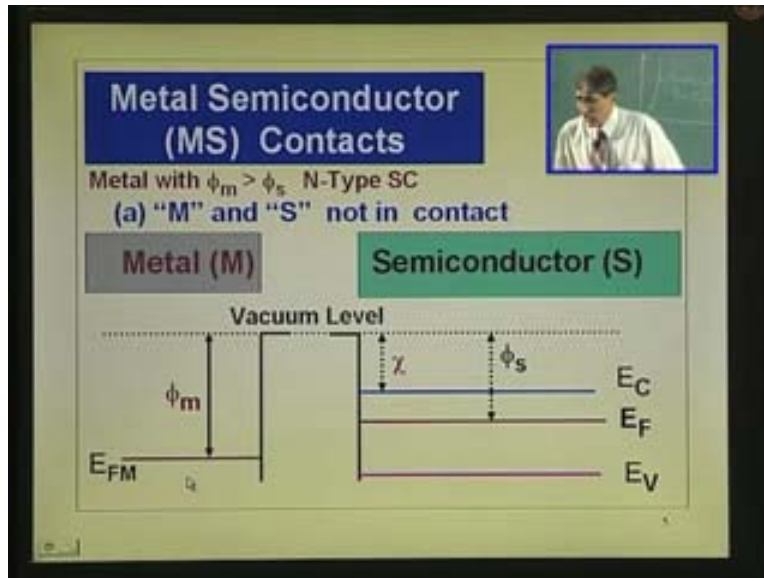 Metal Semiconductor
(MS) Contacts
Metal with ϕm > ϕs N-Type SC
(a) "M" and "S" not in contact
Metal (M)
Semiconductor (S)
Vacuum Level
ϕm
χ
ϕs
EC
EF
EFM
EV